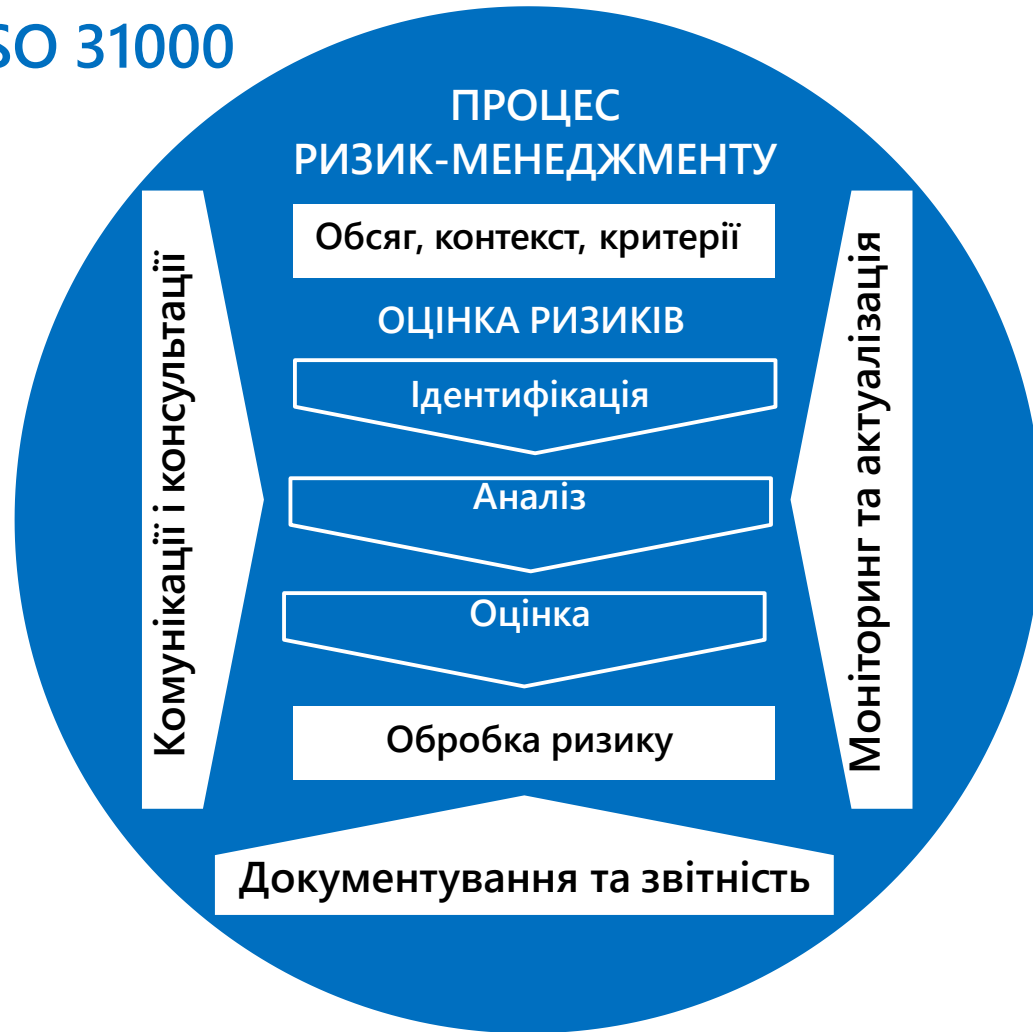 SO 31000
ПРОЦЕС
РИЗИК-МЕНЕДЖМЕНТУ
Обсяг, контекст, критерії
ОЦІНКА РИЗИКІВ
Ідентифікація
Аналіз
Оцінка
Обробка ризику
Комунікації і консультації
Моніторинг та актуалізація
Документування та звітність